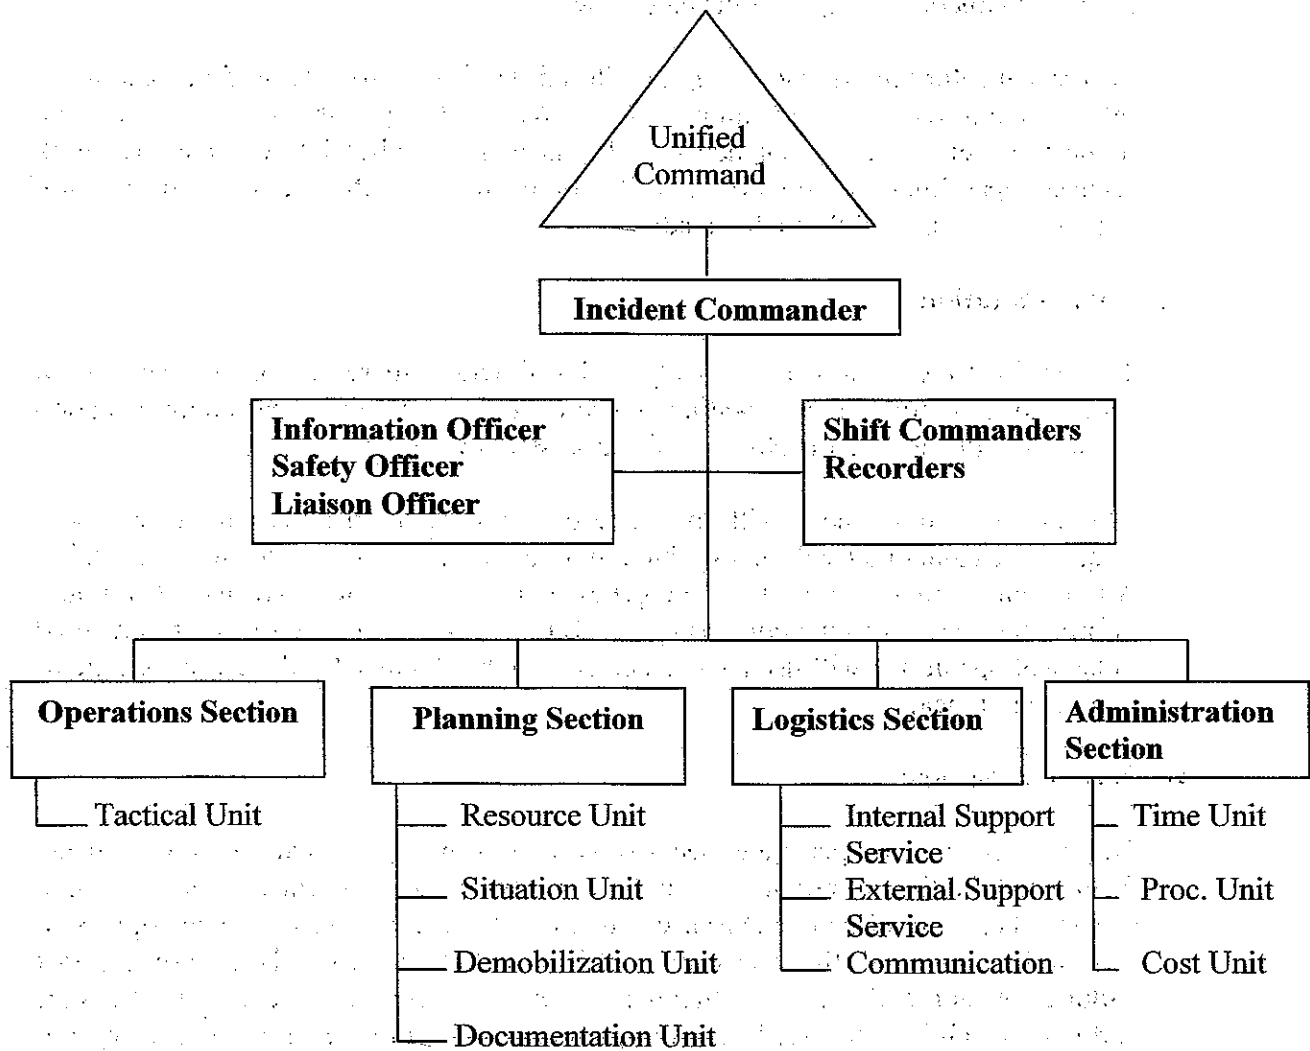 Unified
Command
Incident Commander
Information Officer
Safety Officer
Liaison Officer
Shift Commanders
Recorders
Operations Section
Tactical Unit
Planning Section
Resource Unit
Situation Unit
Demobilization Unit
Documentation Unit
Logistics Section
Internal Support
Service
External Support
Service
Communication
Administration
Section
Time Unit
Proc. Unit
Cost Unit